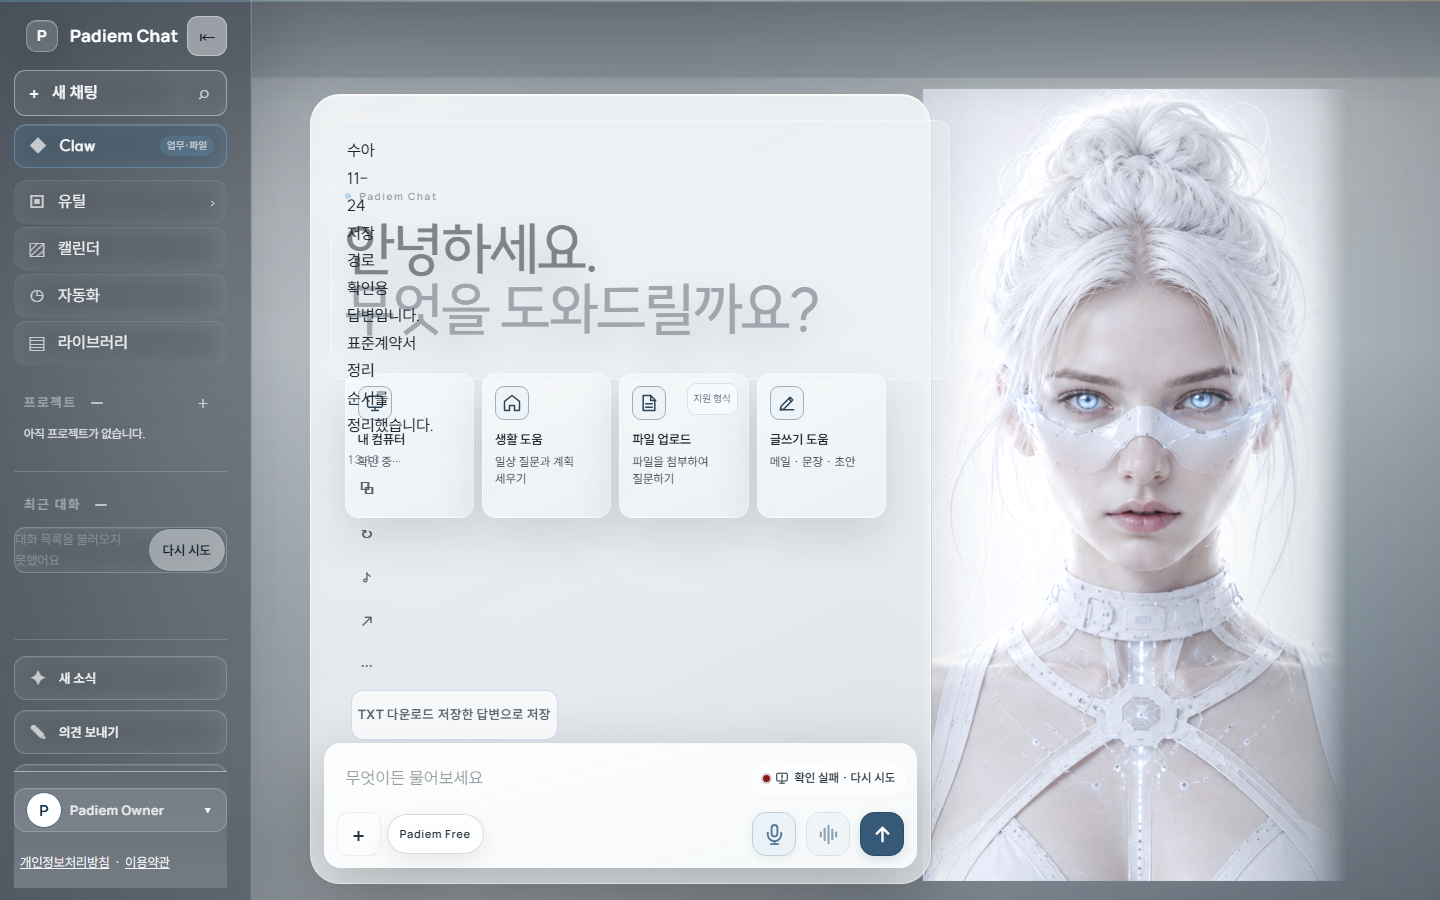 P Padiem Chat
+ 새 채팅
Claw 업무·파일
유틸
캘린더
자동화
라이브러리
프로젝트
아직 프로젝트가 없습니다.
최근 대화
대화 목록을 불러오지
못했어요
다시 시도
새 소식
의견 보내기
P Padiem Owner
개인정보처리방침 · 이용약관
수아
11-
Padiem Chat
24
저장
안녕하세요.
경로
확인용
무엇을 도와드릴까요?
답변입니다.
표준계약서
정리
순서를
정리했습니다.
내 컴퓨터
확인 중...
생활 도움
일상 질문과 계획
세우기
지원 형식
파일 업로드
파일을 첨부하여
질문하기
글쓰기 도움
메일 · 문장 · 초안
...
TXT 다운로드 저장한 답변으로 저장
무엇이든 물어보세요
확인 실패 · 다시 시도
+ Padiem Free